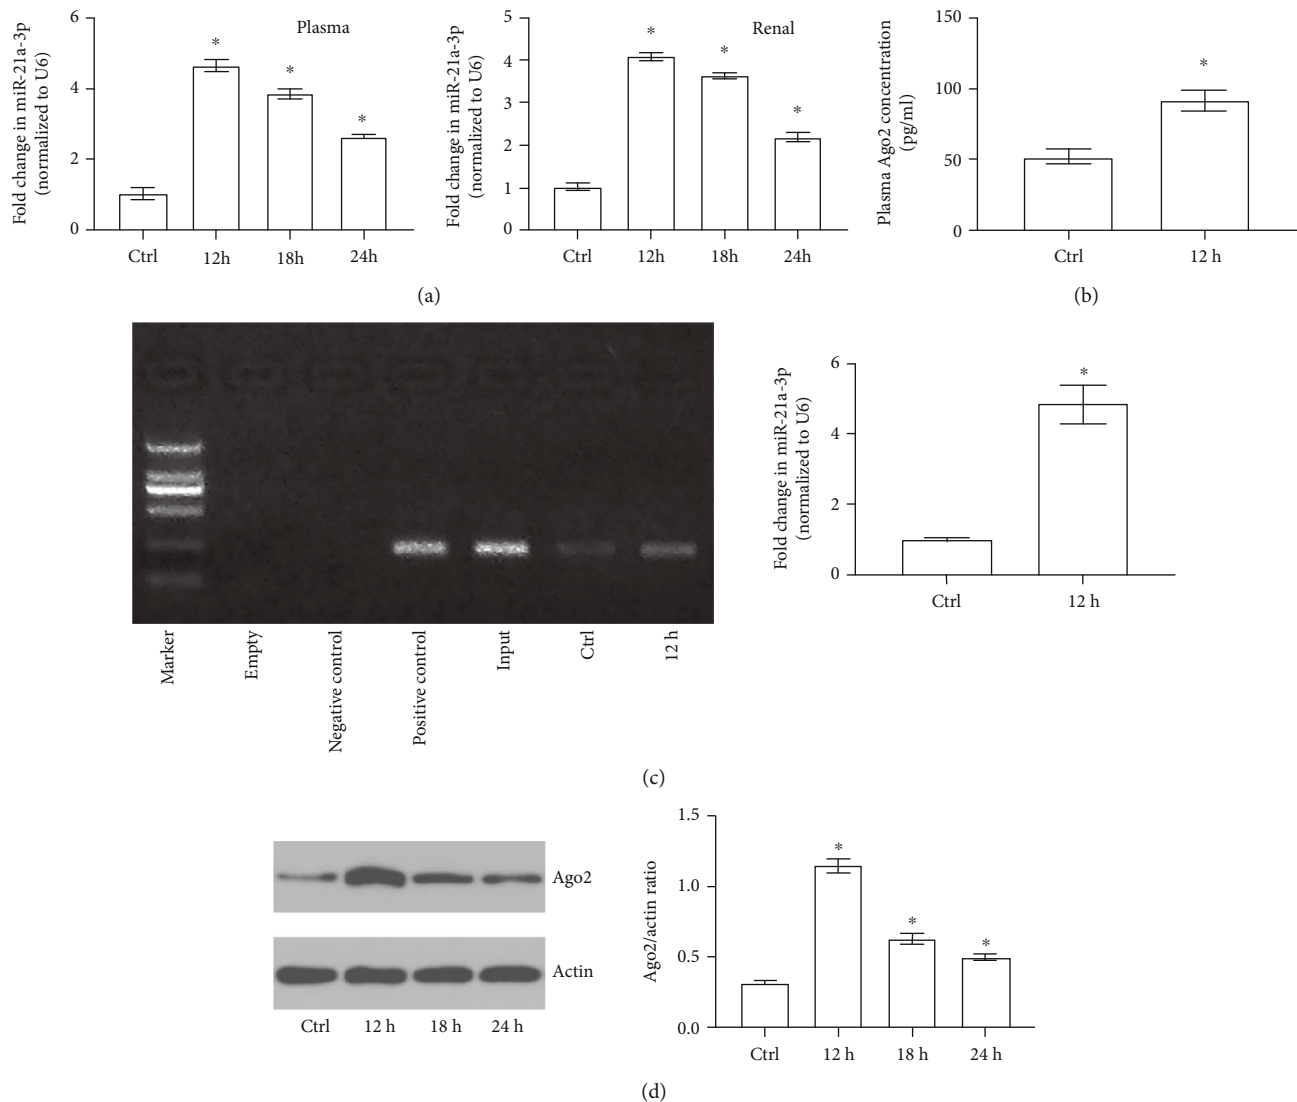 Fold change in miR-21a-3p
(normalized to U6)
6
4
2
0
Plasma
*
*
*
Ctrl
12h
18h
24h
Fold change in miR-21a-3p
(normalized to U6)
5
4
3
2
1
0
Renal
*
*
*
Ctrl
12h
18h
24h
(a)
Plasma Ago2 concentration
(pg/ml)
150
100
50
0
*
Ctrl
12 h
(b)
Marker
Empty
Negative control
Positive control
Input
Ctrl
12 h
Fold change in miR-21a-3p
(normalized to U6)
6
4
2
0
*
Ctrl
12 h
(c)
Ago2
Actin
Ctrl
12 h
18 h
24 h
Ago2/actin ratio
1.5
1.0
0.5
0.0
*
*
*
Ctrl
12 h
18 h
24 h
(d)